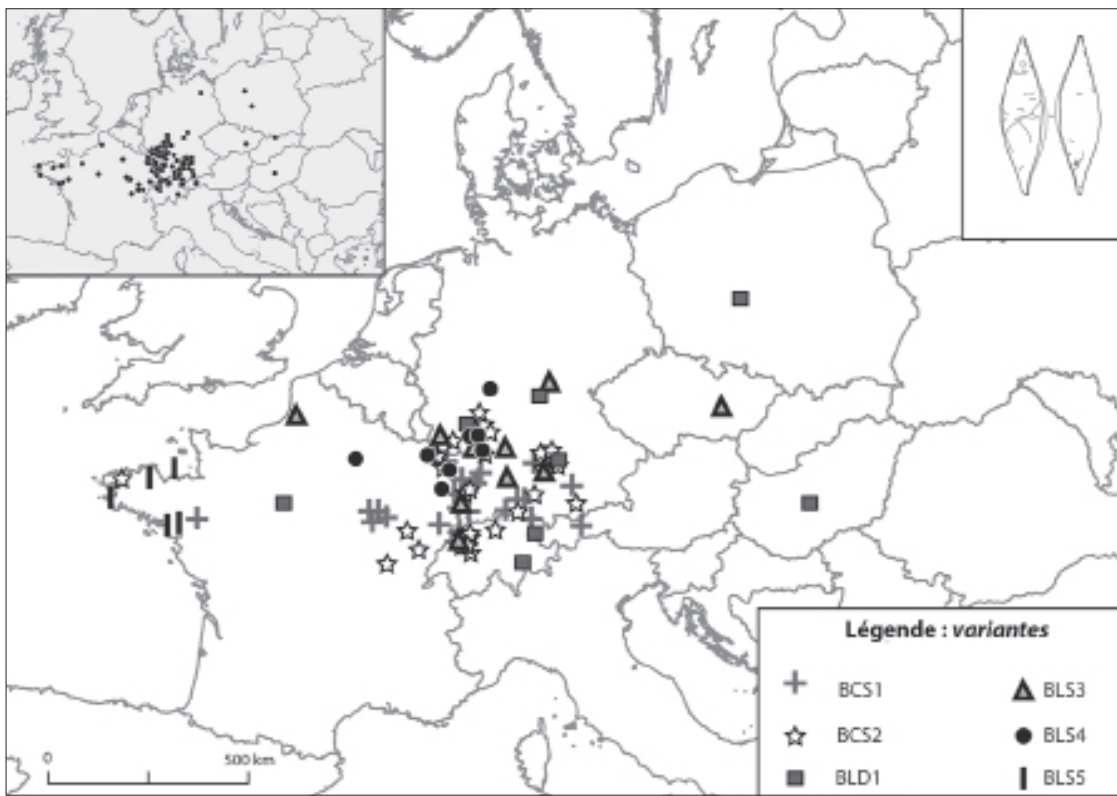 Légende : variantes
BCS1
BLS3
BCS2
BLS4
BLD1
BLS5
0
500 km